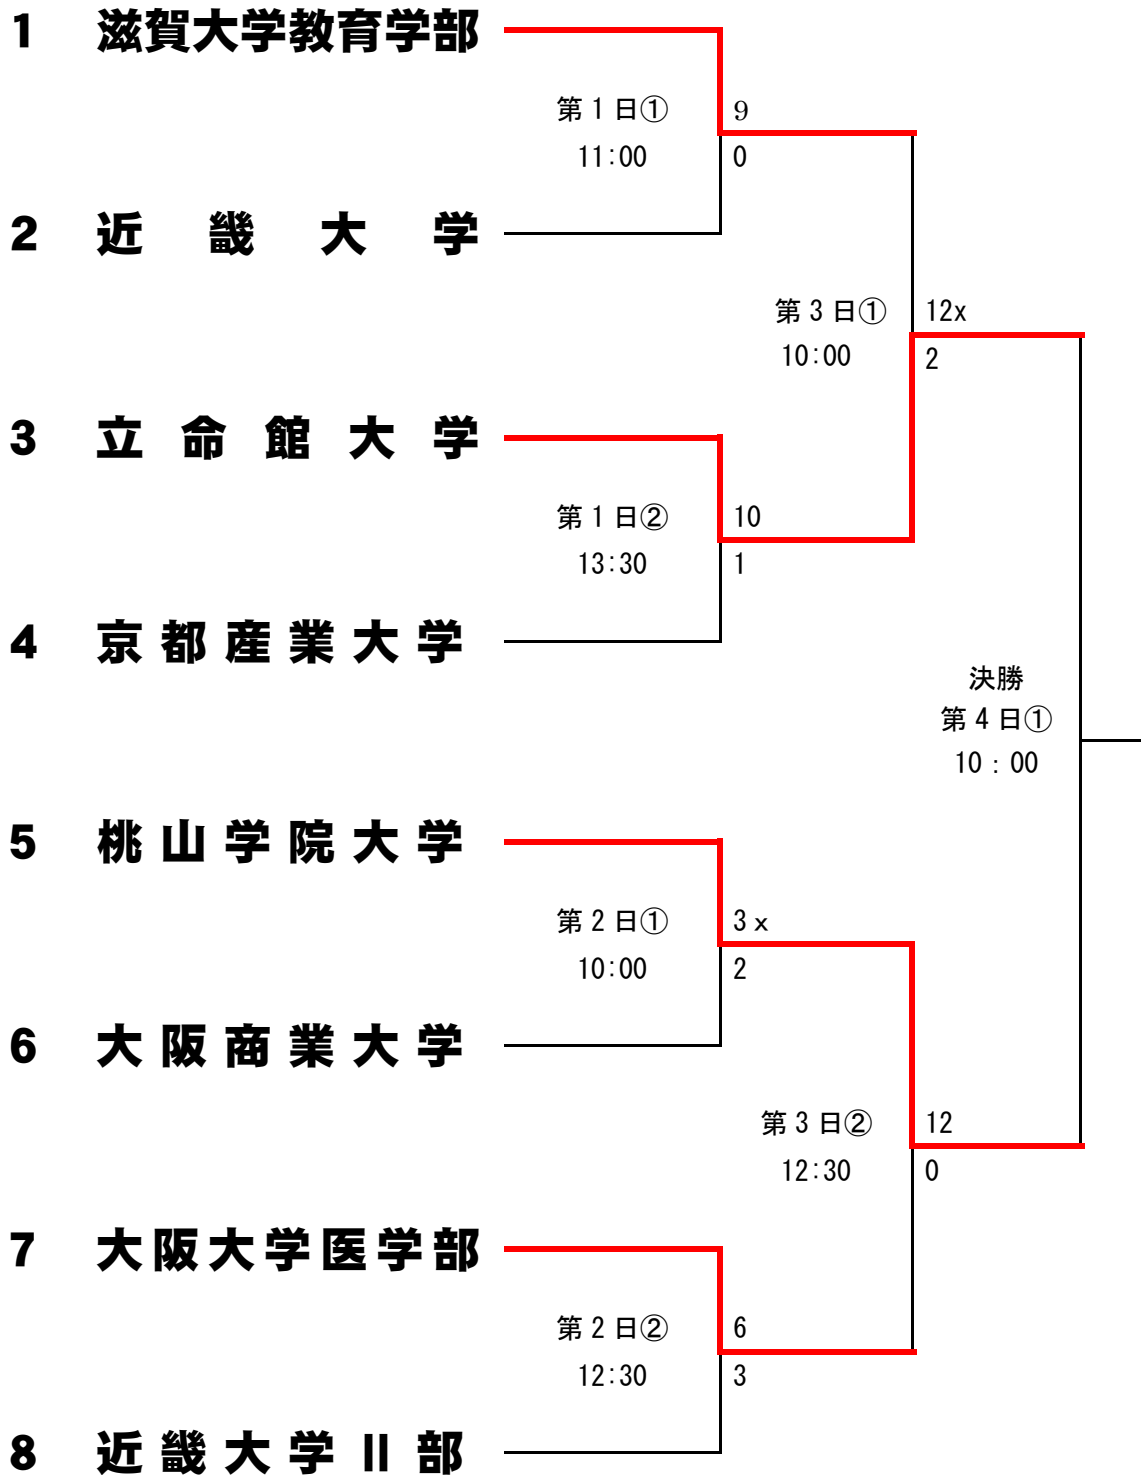 1 滋賀大学教育学部
第1日① 9
11:00 0
2 近畿大学
第3日① 12x
10:00 2
3 立命館大学
第1日② 10
13:30 1
4 京都産業大学
決勝
第4日①
10：00
5 桃山学院大学
第2日① 3x
10:00 2
6 大阪商業大学
第3日② 12
12:30 0
7 大阪大学医学部
第2日② 6
12:30 3
8 近畿大学Ⅱ部